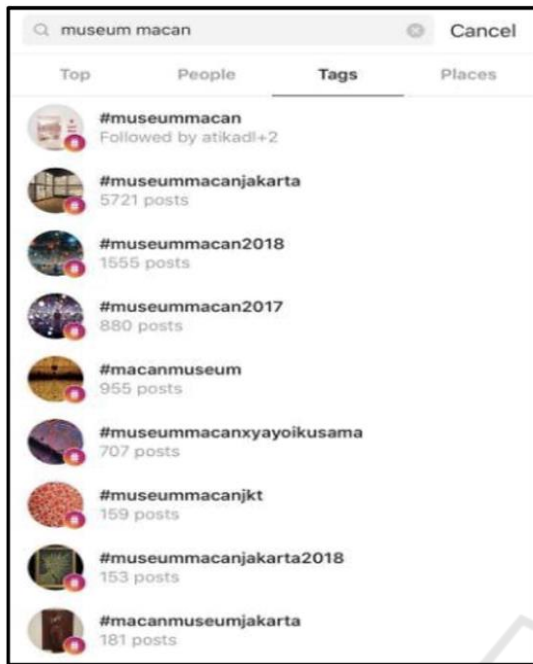 museum macan Cancel
Top People Tags Places
#museummacan
Followed by atikadl+2
#museummacanjakarta
5721 posts
#museummacan2018
1555 posts
#museummacan2017
880 posts
#macanmuseum
955 posts
#museummacanxyayoikusama
707 posts
#museummacanjkt
159 posts
#museummacanjakarta2018
153 posts
#macanmuseumjakarta
181 posts